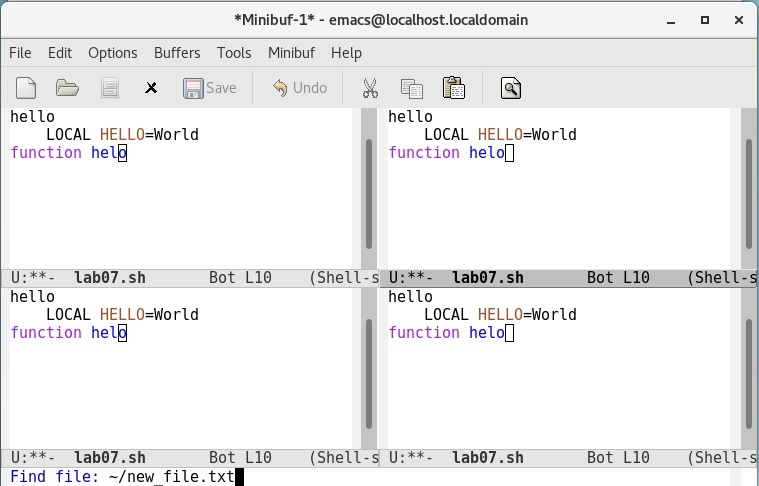 *Minibuf-1* - emacs@localhost.localdomain
File Edit Options Buffers Tools Minibuf Help
Save Undo
hello
LOCAL HELLO=World
function helo
U:**- lab07.sh Bot L10 (Shell-s
hello
LOCAL HELLO=World
function helo
U:**- lab07.sh Bot L10 (Shell-s
hello
LOCAL HELLO=World
function helo
U:**- lab07.sh Bot L10 (Shell-s
hello
LOCAL HELLO=World
function helo
U:**- lab07.sh Bot L10 (Shell-s
Find file: ~/new_file.txt